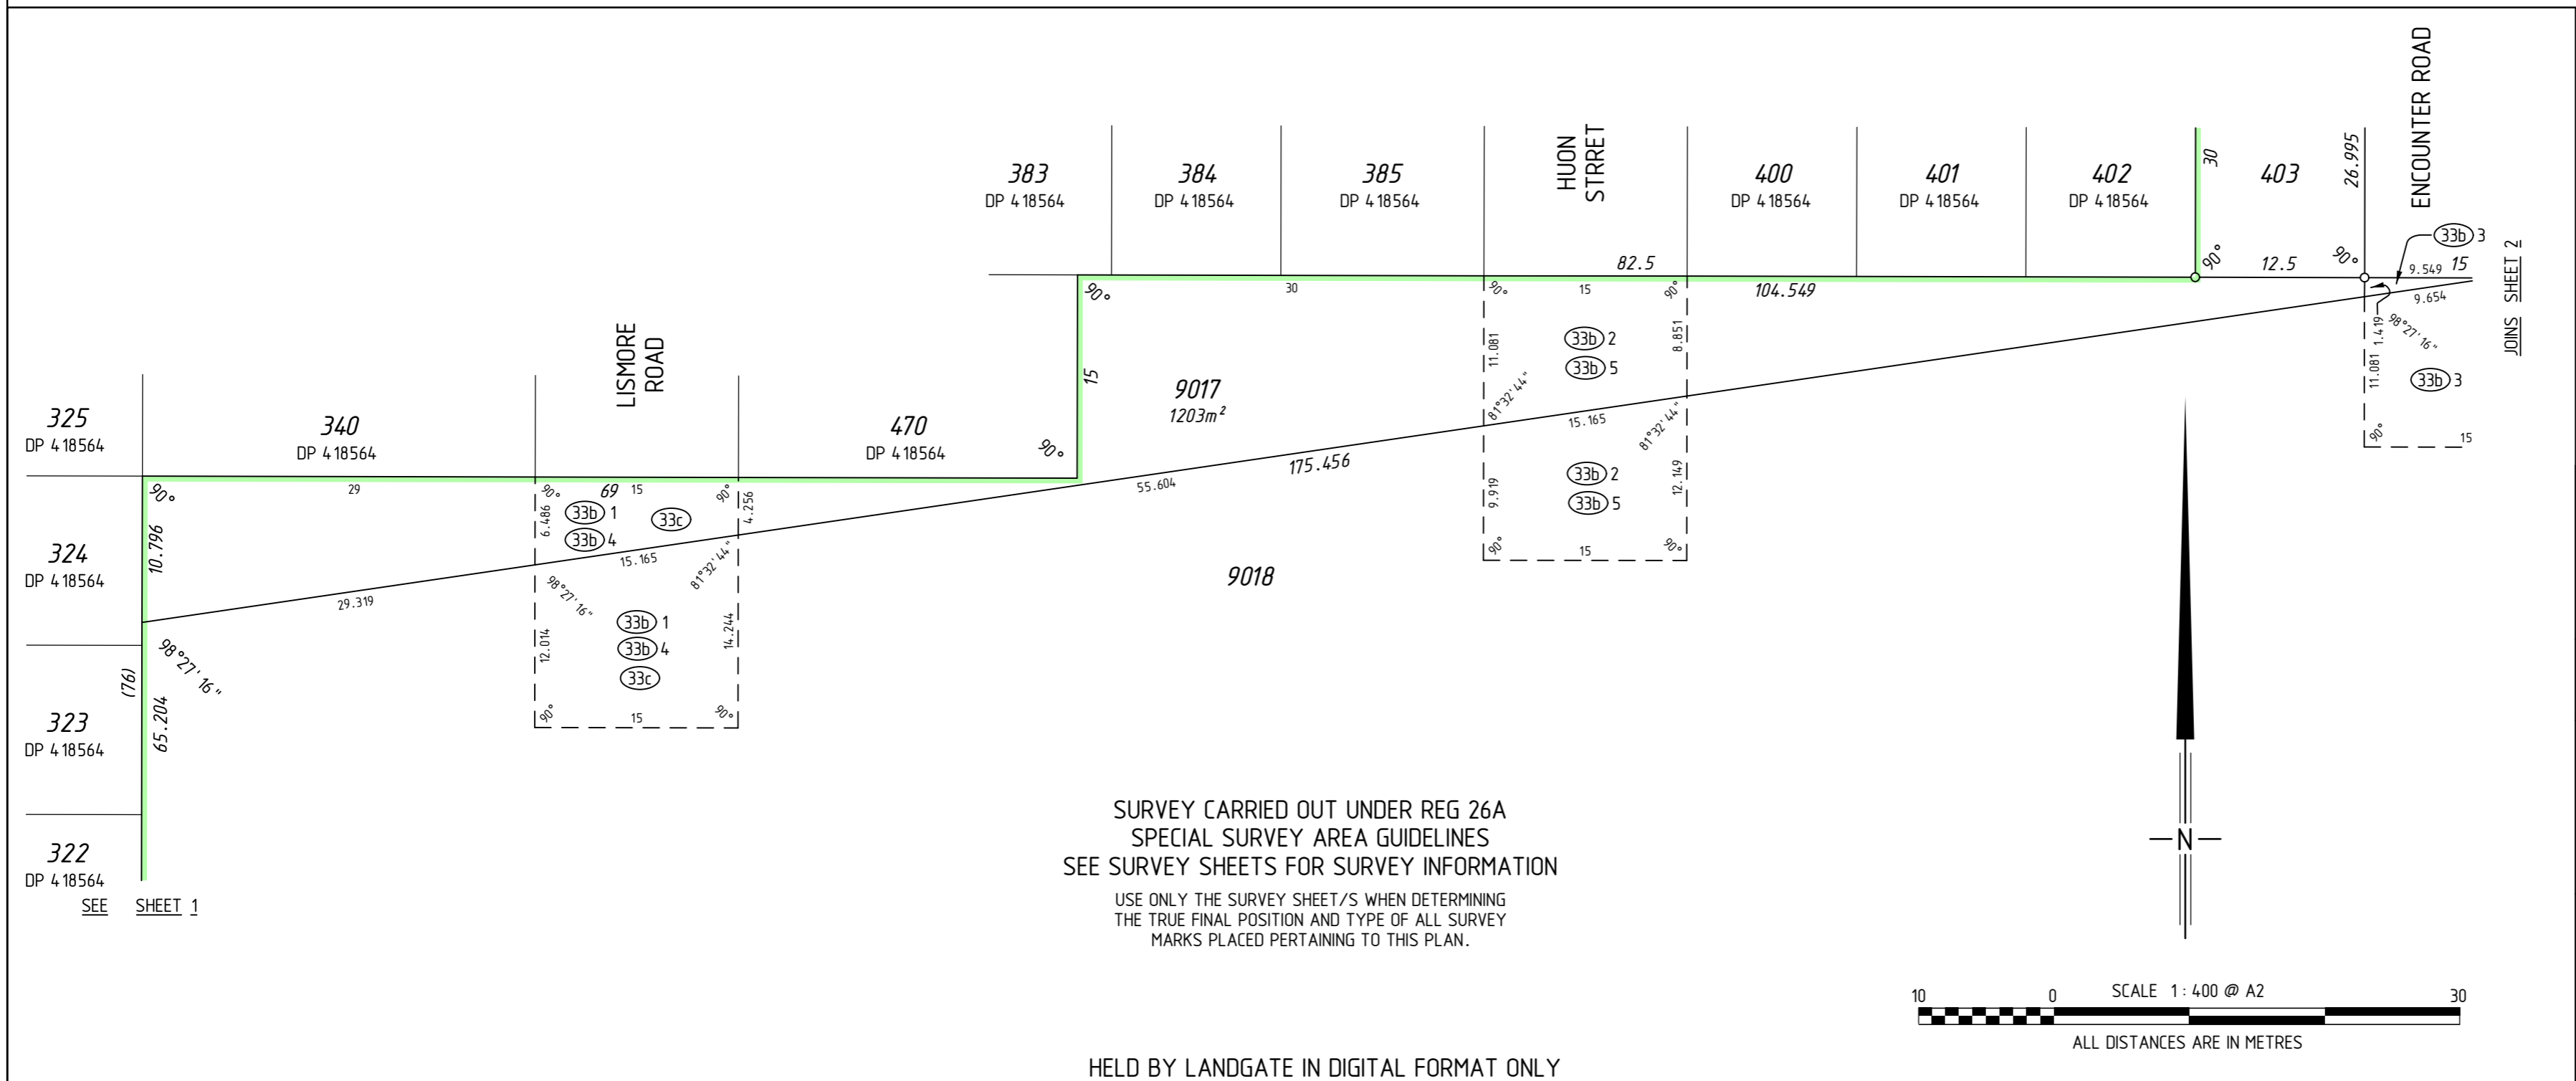 ENCOUNTER ROAD
HUON
STRRET
383
DP 418564
384
DP 418564
385
DP 418564
400
DP 418564
401
DP 418564
402
DP 418564
30
403
26.995
33b 3
82.5
90°
12.5
90°
9.549 15
JOINS SHEET 2
90°
30
90°
15
90°
104.549
9.654
1.419
98°27'16"
11.081
33b 3
90°
15
LISMORE
ROAD
15
9017
1203m²
11.081
33b 2
33b 5
8.851
81°32'44"
15.165
81°32'44"
325
DP 418564
340
DP 418564
470
DP 418564
90°
175.456
55.604
9.919
33b 2
33b 5
12.149
90°
15
90°
90°
29
90°
69
15
90°
10.796
6.486
33b 1
33b 4
33c
4.256
324
DP 418564
15.165
81°32'44"
29.319
98°27'16"
9018
98°27'16"
12.014
33b 1
33b 4
33c
14.244
90°
15
90°
(76)
65.204
323
DP 418564
322
DP 418564
SEE SHEET 1
SURVEY CARRIED OUT UNDER REG 26A
SPECIAL SURVEY AREA GUIDELINES
SEE SURVEY SHEETS FOR SURVEY INFORMATION
USE ONLY THE SURVEY SHEET/S WHEN DETERMINING
THE TRUE FINAL POSITION AND TYPE OF ALL SURVEY
MARKS PLACED PERTAINING TO THIS PLAN.
N
SCALE 1:400 @ A2
10 0 30
ALL DISTANCES ARE IN METRES
HELD BY LANDGATE IN DIGITAL FORMAT ONLY